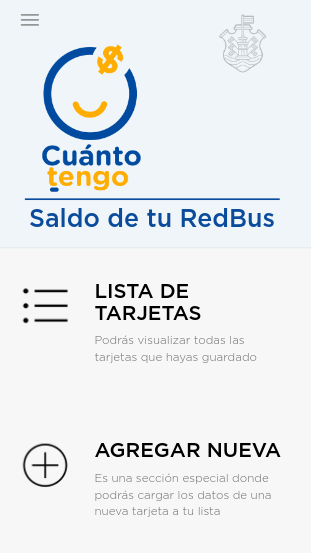 $
Cuánto
tengo
Saldo de tu RedBus
LISTA DE
TARJETAS
Podrás visualizar todas las
tarjetas que hayas guardado
AGREGAR NUEVA
Es una sección especial donde
podrás cargar los datos de una
nueva tarjeta a tu lista